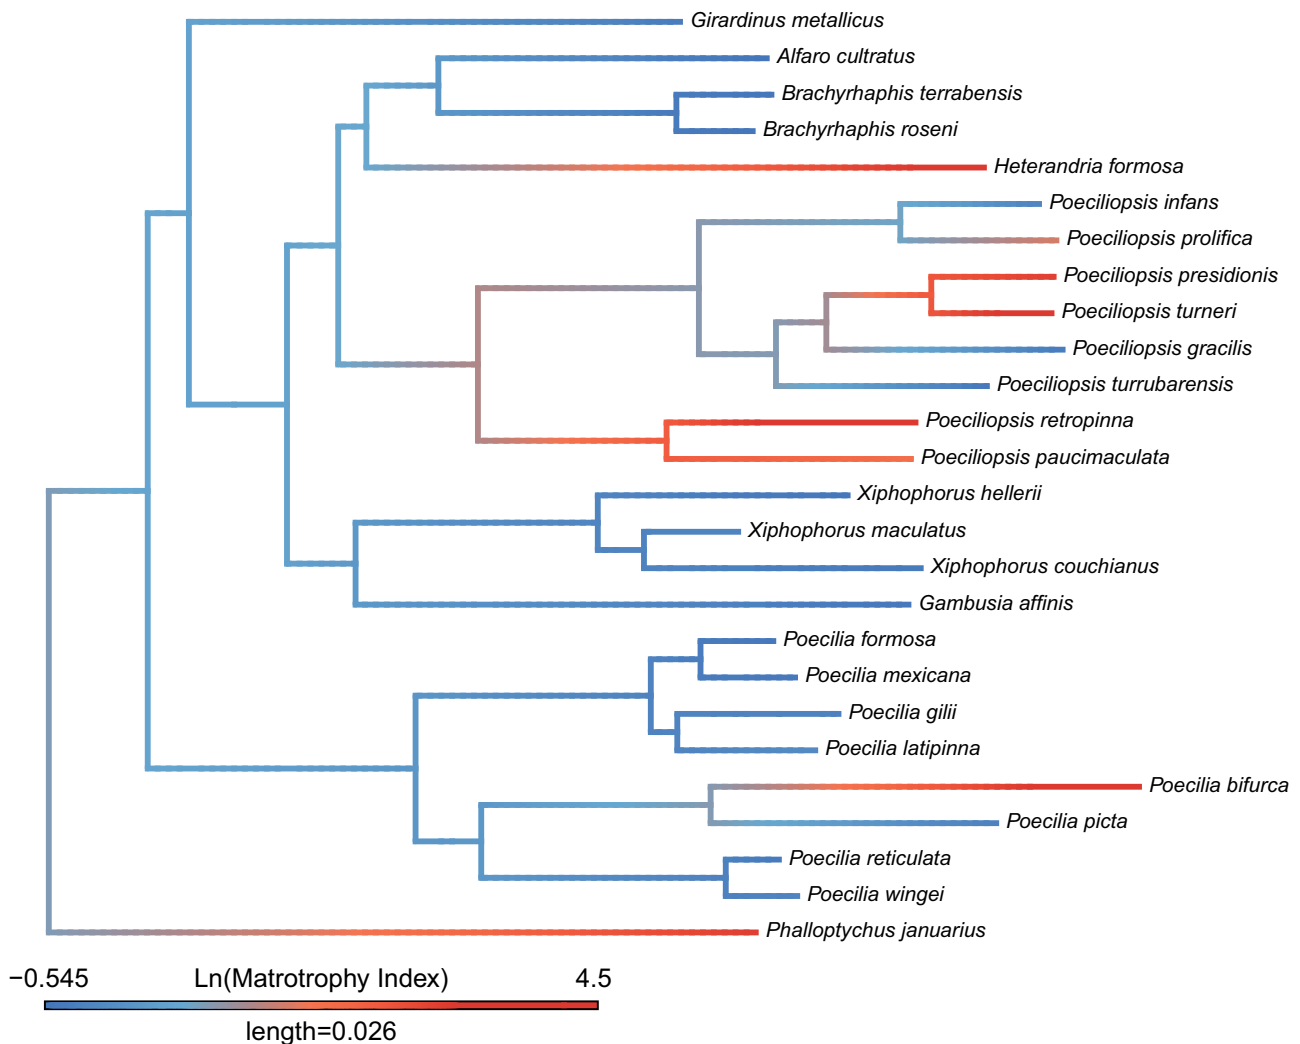 Girardinus metallicus
Alfaro cultratus
Brachyrhaphis terrabensis
Brachyrhaphis roseni
Heterandria formosa
Poeciliopsis infans
Poeciliopsis prolifica
Poeciliopsis presidionis
Poeciliopsis turneri
Poeciliopsis gracilis
Poeciliopsis turrubarensis
Poeciliopsis retropinna
Poeciliopsis paucimaculata
Xiphophorus hellerii
Xiphophorus maculatus
Xiphophorus couchianus
Gambusia affinis
Poecilia formosa
Poecilia mexicana
Poecilia gilii
Poecilia latipinna
Poecilia bifurca
Poecilia picta
Poecilia reticulata
Poecilia wingei
Phalloptychus januarius
−0.545 Ln(Matrotrophy Index) 4.5
length=0.026